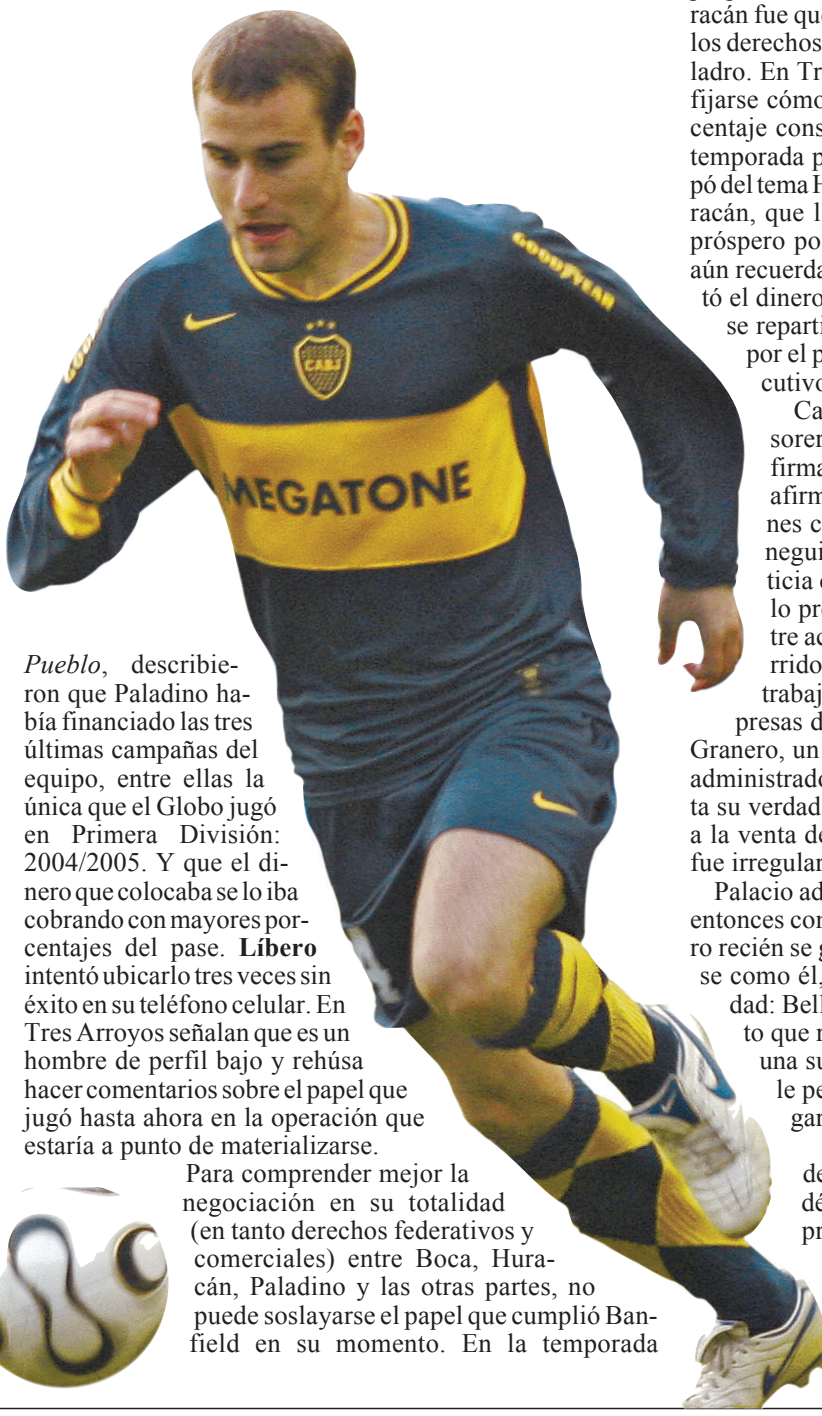 GOODYEAR
CABJ
MEGATONE
Pueblo, describie-
ron que Paladino ha-
bía financiado las tres
últimas campañas del
equipo, entre ellas la
única que el Globo jugó
en Primera División:
2004/2005. Y que el di-
nero que colocaba se lo iba
cobrando con mayores por-
centajes del pase. Líbero
intentó ubicarlo tres veces sin
éxito en su teléfono celular. En
Tres Arroyos señalan que es un
hombre de perfil bajo y rehúsa
hacer comentarios sobre el papel que
jugó hasta ahora en la operación que
estaría a punto de materializarse.
Para comprender mejor la
negociación en su totalidad
(en tanto derechos federativos y
comerciales) entre Boca, Hura-
cán, Paladino y las otras partes, no
puede soslayarse el papel que cumplió Ban-
field en su momento. En la temporada
racán fue que
los derechos
ladro. En Tr
fijarse cómo
centaje cons
temporada p
pó del tema H
racán, que l
próspero po
aún recuerda
tó el dinero
se reparti
por el p
cutivo
Ca
sorer
firma
afirm
nes c
negui
ticia
lo pre
tre ac
rrido
trabaj
presas d
Granero, un
administrado
ta su verdad
a la venta de
fue irregular
Palacio ad
entonces con
ro recién se g
se como él,
dad: Bell
to que r
una su
le pe
gar
de
dé
pr